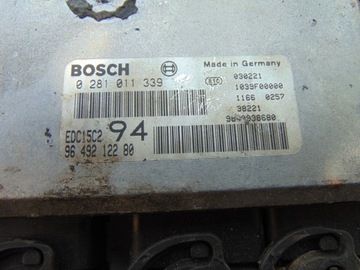 BOSCH
Made in Germany
0 281 011 339
030221
1039F00000
1166 0257
38221
EDC15C2 94
96 492 122 80